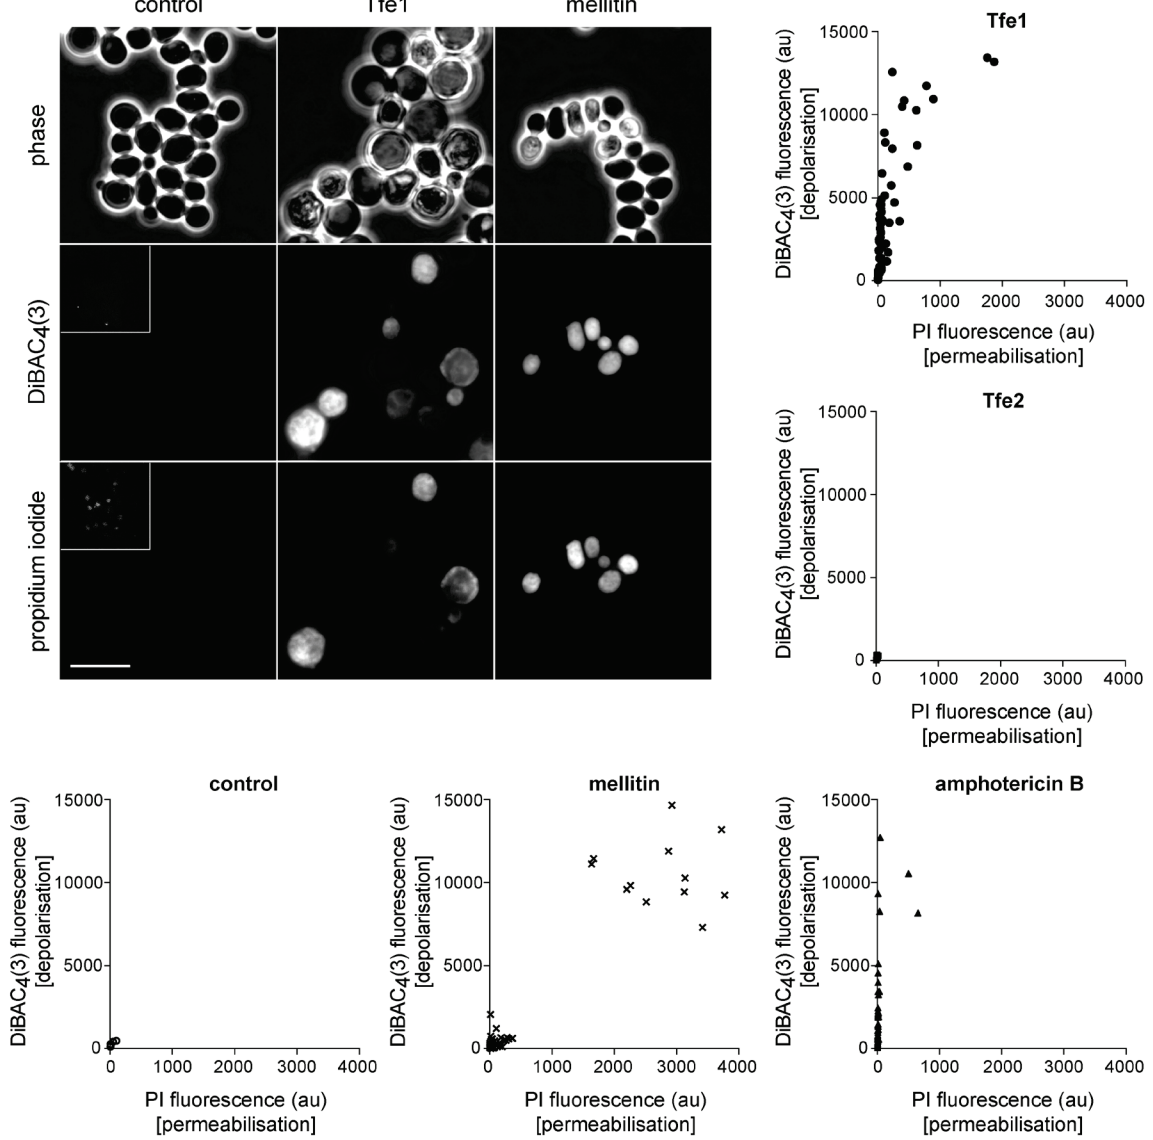 control
Tfe1
mellitin
phase
DiBAC4(3)
propidium iodide
Tfe1
15000
10000
5000
0
DiBAC4(3) fluorescence (au)
[depolarisation]
0 1000 2000 3000 4000
PI fluorescence (au)
[permeabilisation]
Tfe2
15000
10000
5000
0
DiBAC4(3) fluorescence (au)
[depolarisation]
0 1000 2000 3000 4000
PI fluorescence (au)
[permeabilisation]
control
15000
10000
5000
0
DiBAC4(3) fluorescence (au)
[depolarisation]
0 1000 2000 3000 4000
PI fluorescence (au)
[permeabilisation]
mellitin
15000
10000
5000
0
DiBAC4(3) fluorescence (au)
[depolarisation]
0 1000 2000 3000 4000
PI fluorescence (au)
[permeabilisation]
amphotericin B
15000
10000
5000
0
DiBAC4(3) fluorescence (au)
[depolarisation]
0 1000 2000 3000 4000
PI fluorescence (au)
[permeabilisation]